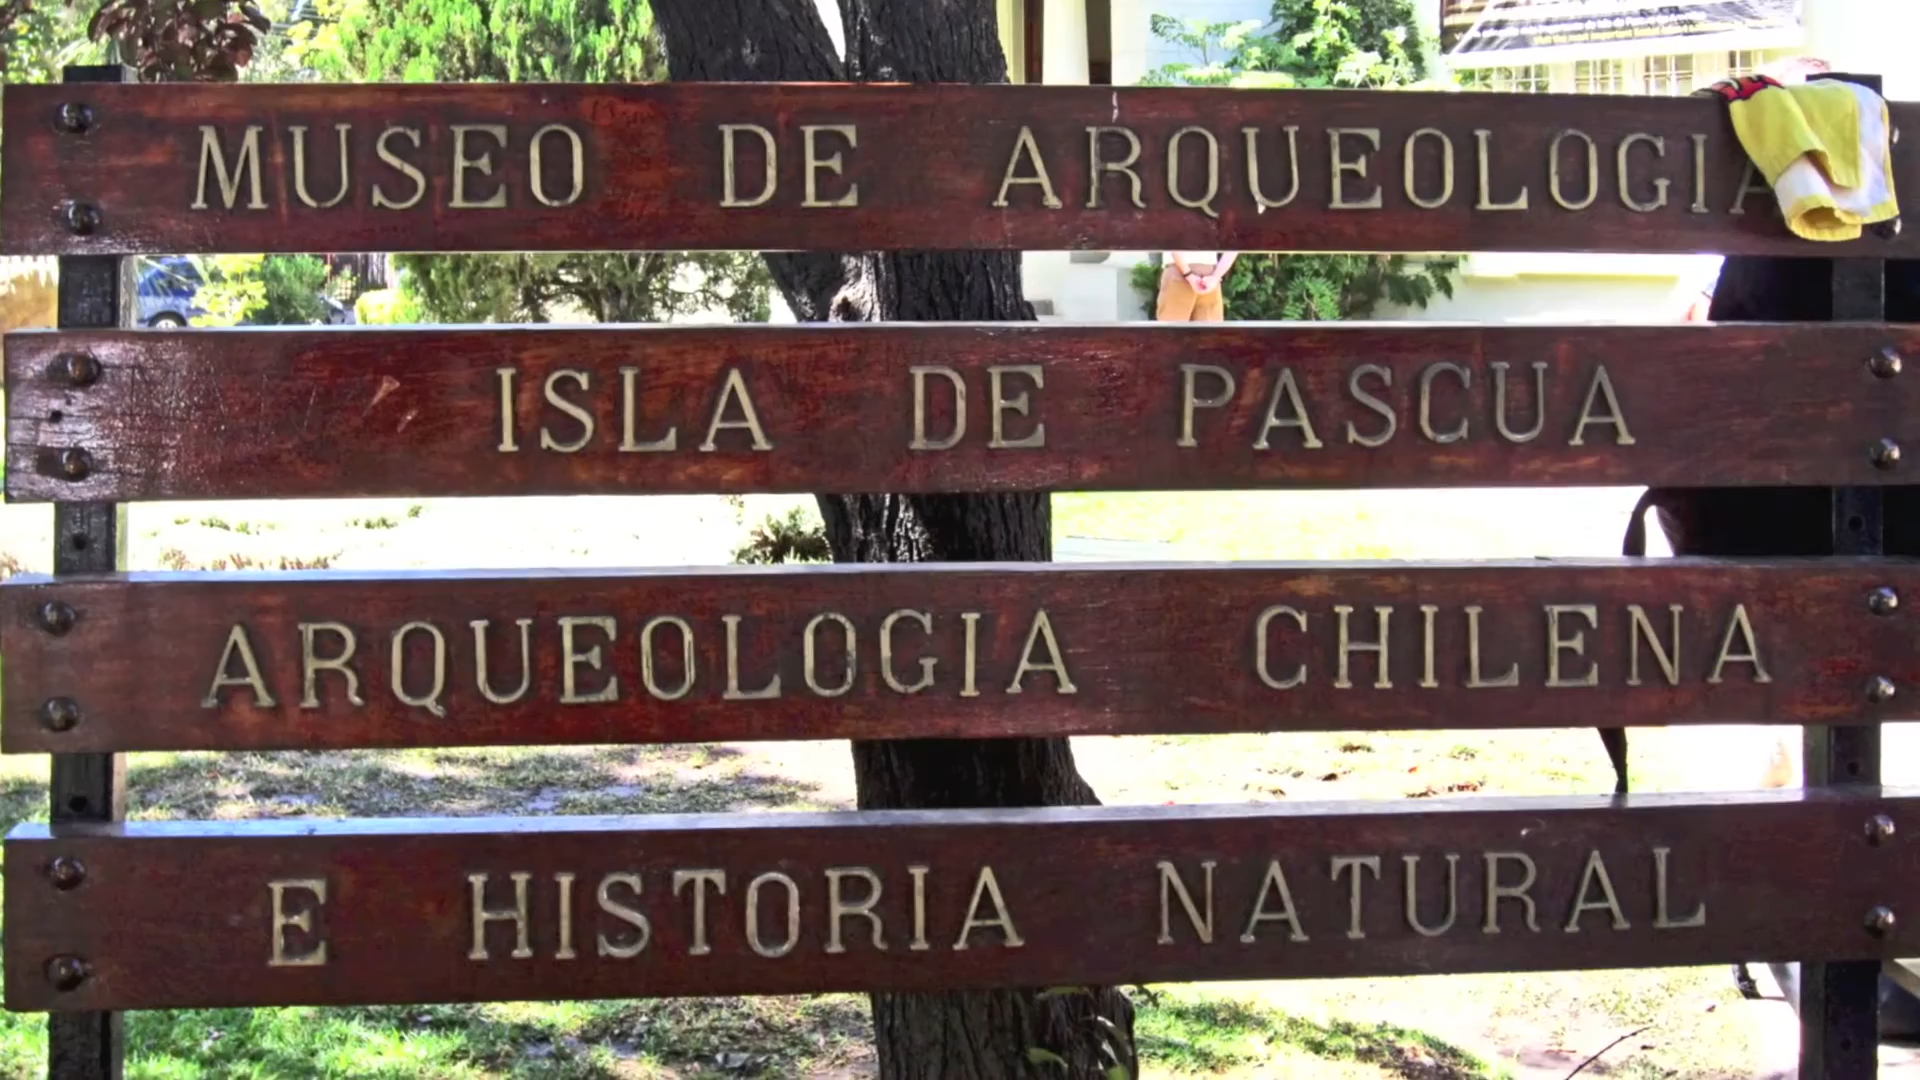 MUSEO DE ARQUEOLOGIA
ISLA DE PASCUA
ARQUEOLOGIA CHILENA
E HISTORIA NATURAL